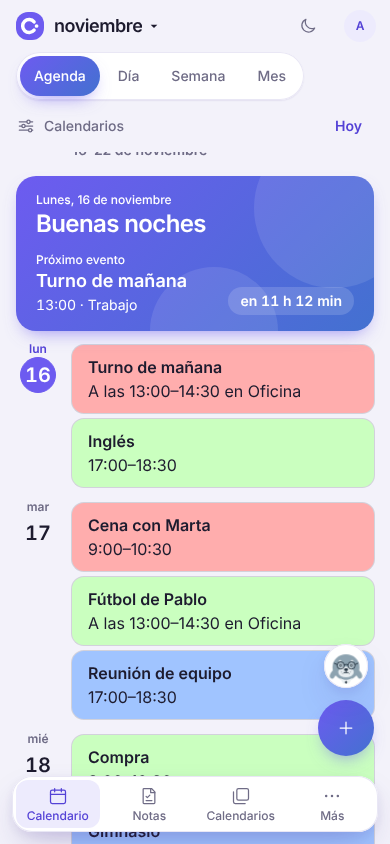 noviembre
A
Agenda
Día
Semana
Mes
Calendarios
Hoy
Lunes, 16 de noviembre
Buenas noches
Próximo evento
Turno de mañana
13:00 · Trabajo
en 11 h 12 min
lun
16
Turno de mañana
A las 13:00–14:30 en Oficina
Inglés
17:00–18:30
mar
17
Cena con Marta
9:00–10:30
Fútbol de Pablo
A las 13:00–14:30 en Oficina
Reunión de equipo
17:00–18:30
mié
18
Compra
Gimnasio
Calendario
Notas
Calendarios
Más